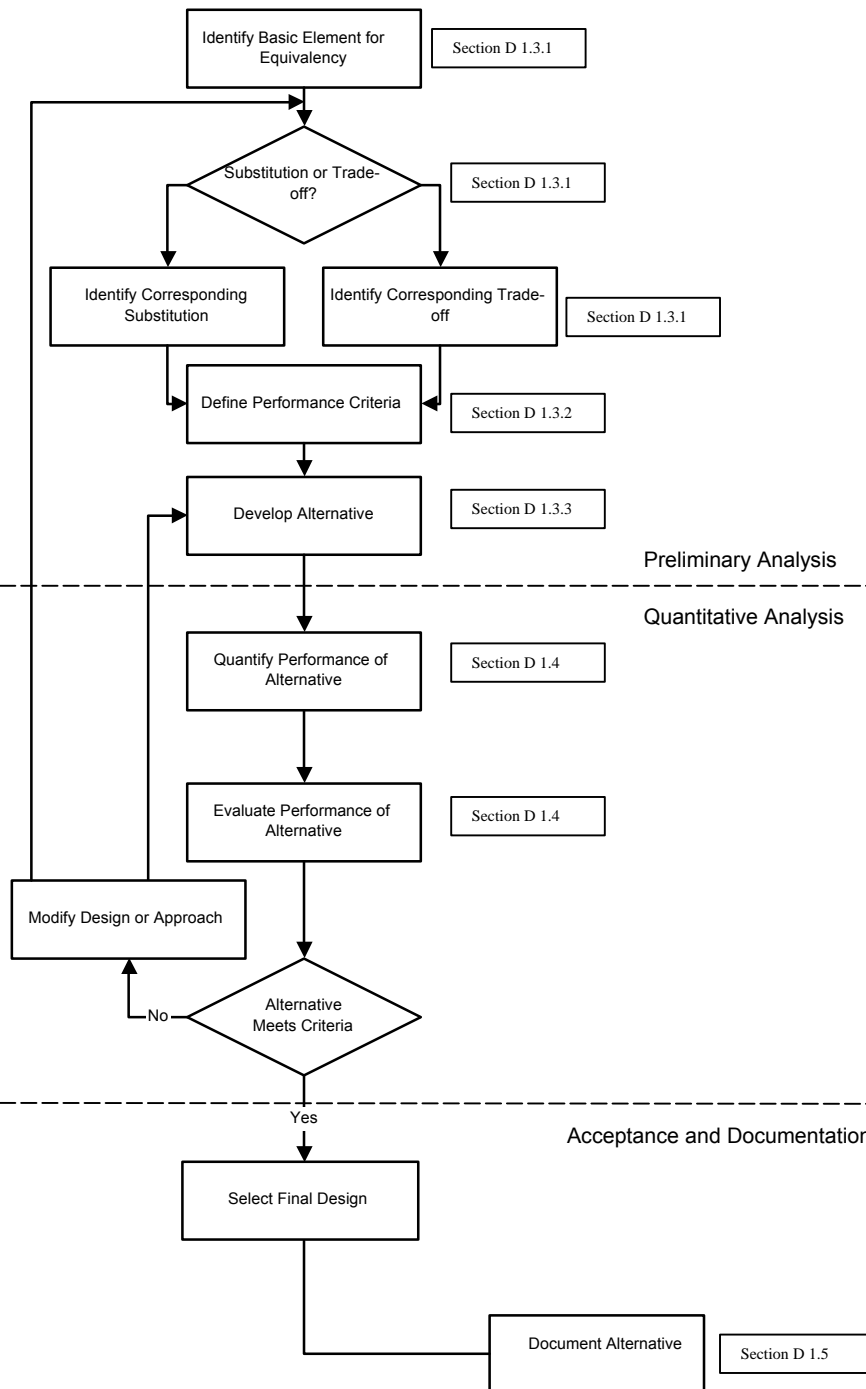 Identify Basic Element for
Equivalency
Section D 1.3.1
Substitution or Trade-
off?
Section D 1.3.1
Identify Corresponding
Substitution
Identify Corresponding Trade-
off
Section D 1.3.1
Define Performance Criteria
Section D 1.3.2
Develop Alternative
Section D 1.3.3
Preliminary Analysis
Quantitative Analysis
Quantify Performance of
Alternative
Section D 1.4
Evaluate Performance of
Alternative
Section D 1.4
Modify Design or Approach
Alternative
Meets Criteria
No
Yes
Acceptance and Documentation
Select Final Design
Document Alternative
Section D 1.5